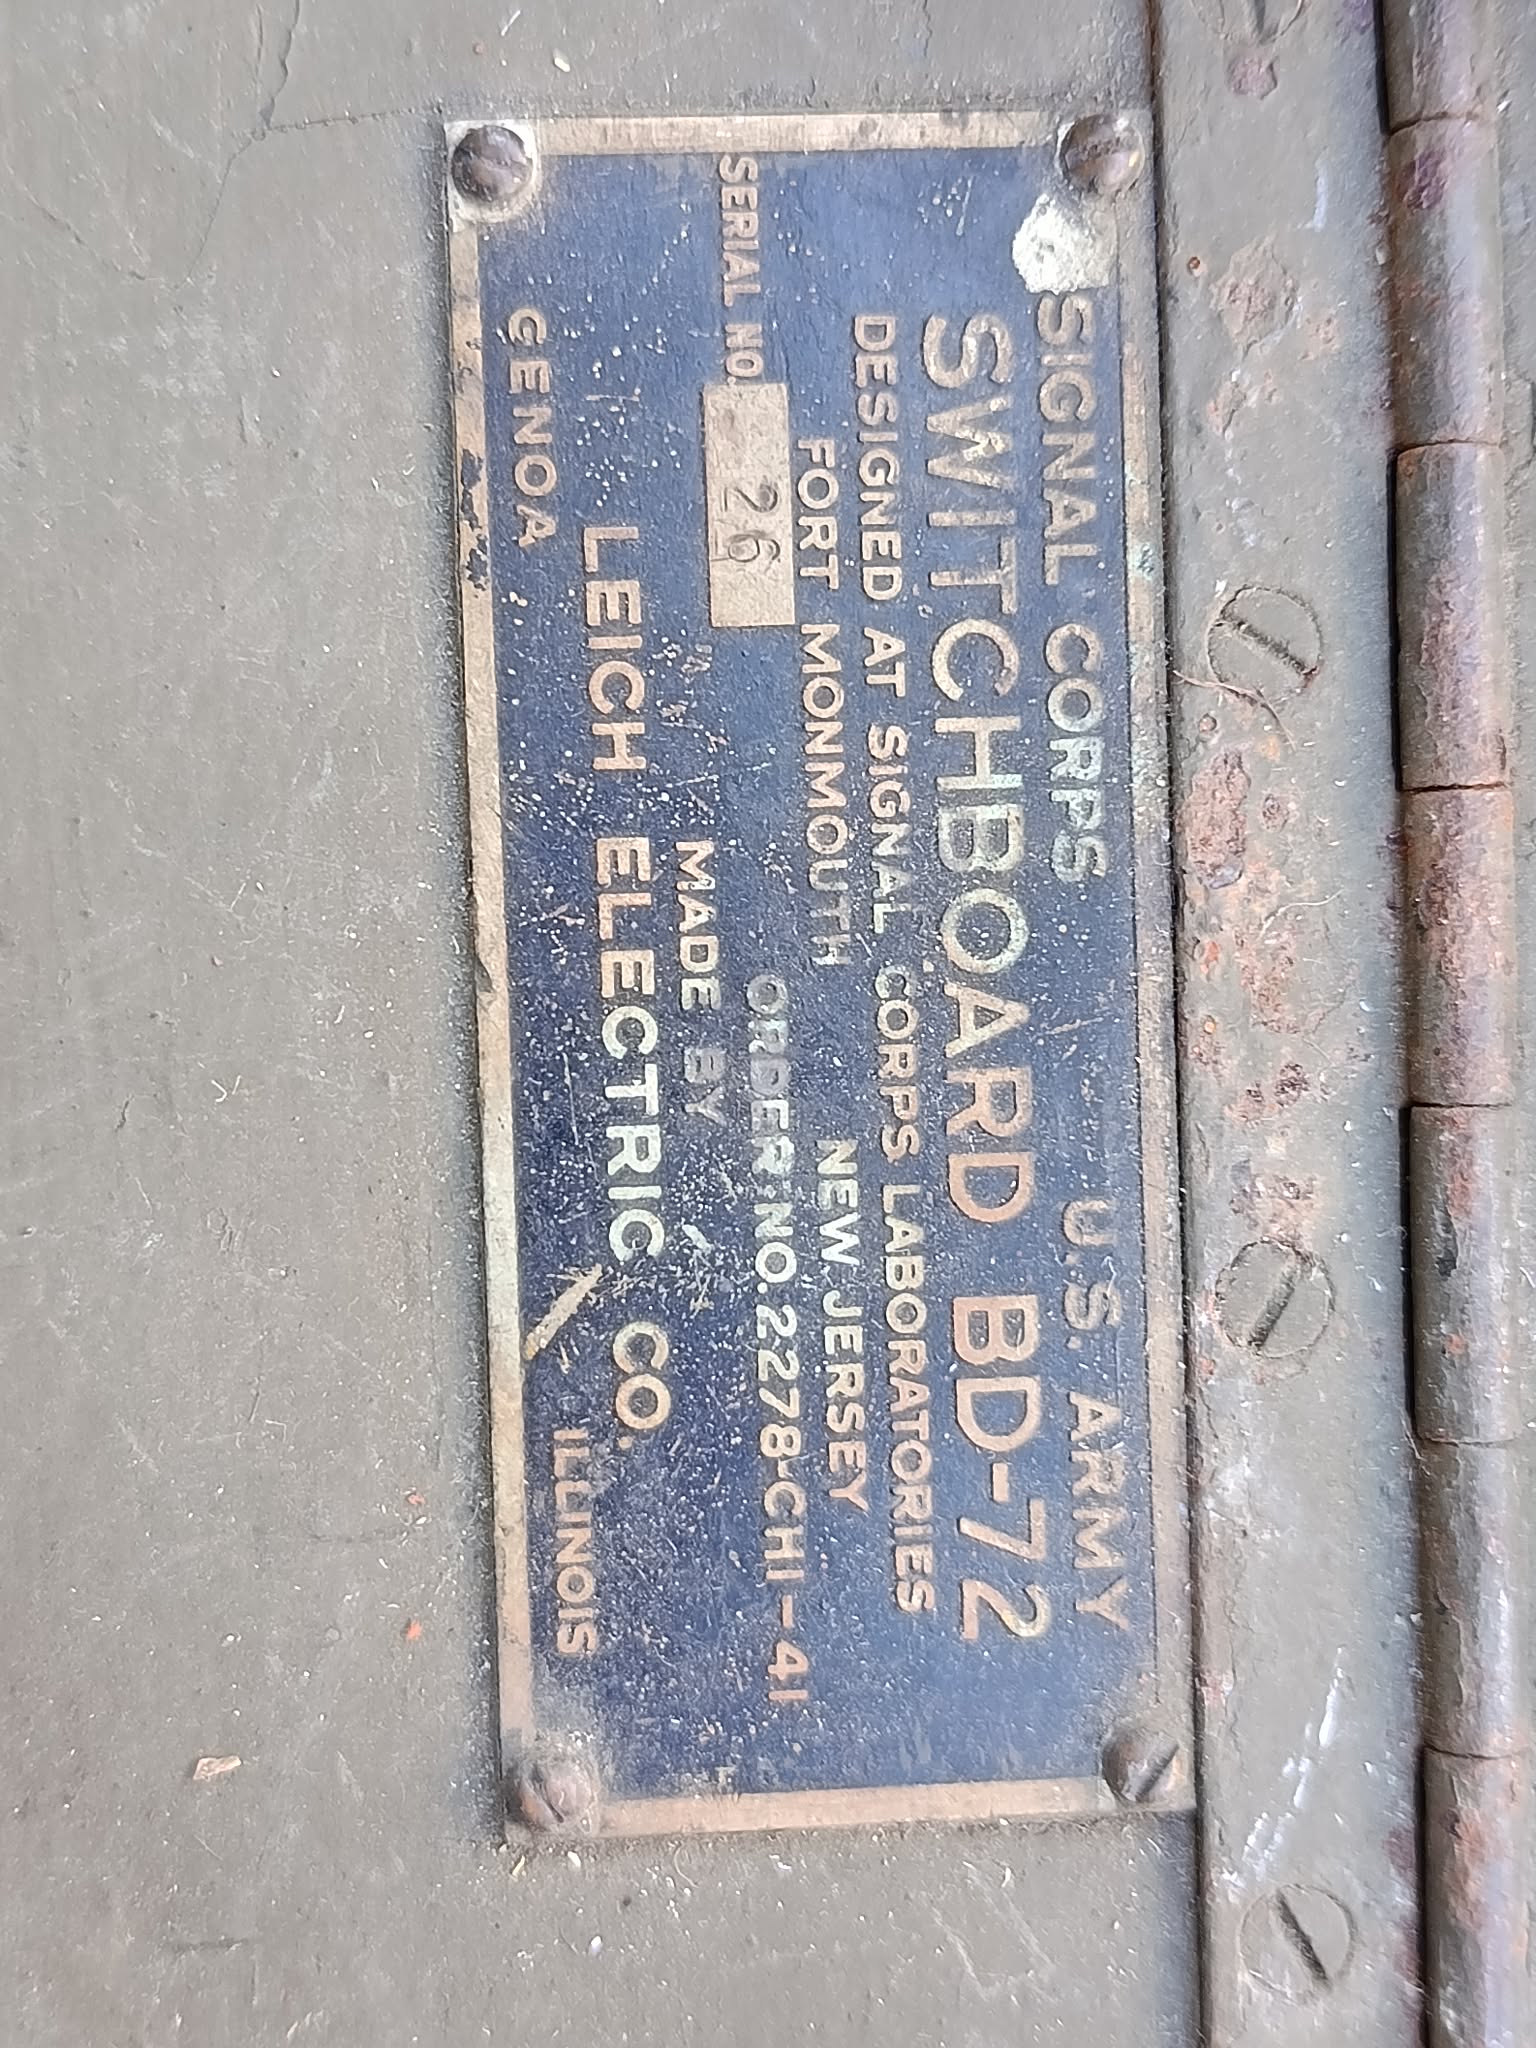 SIGNAL CORPS U.S. ARMY
SWITCHBOARD BD-72
DESIGNED AT SIGNAL CORPS LABORATORIES
FORT MONMOUTH NEW JERSEY
SERIAL NO. 26 ORDER NO. 2278-CHI-41
MADE BY
LEICH ELECTRIC CO.
GENOA ILLINOIS